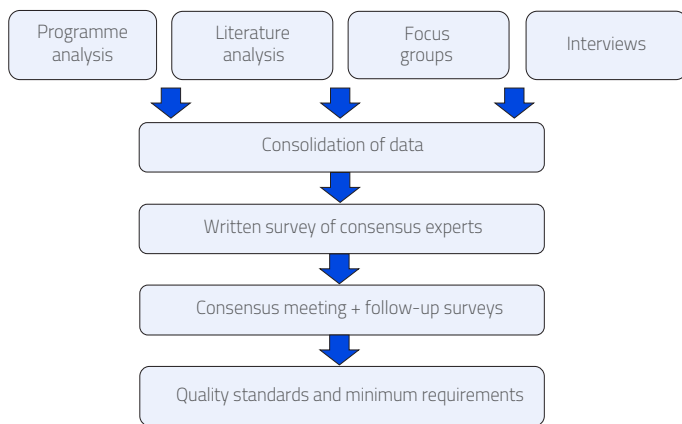 Programme
analysis
Literature
analysis
Focus
groups
Interviews
Consolidation of data
Written survey of consensus experts
Consensus meeting + follow-up surveys
Quality standards and minimum requirements